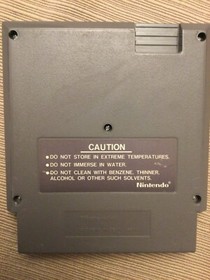 CAUTION
●DO NOT STORE IN EXTREME TEMPERATURES.
●DO NOT IMMERSE IN WATER.
●DO NOT CLEAN WITH BENZENE, THINNER,
ALCOHOL OR OTHER SUCH SOLVENTS.
Nintendo